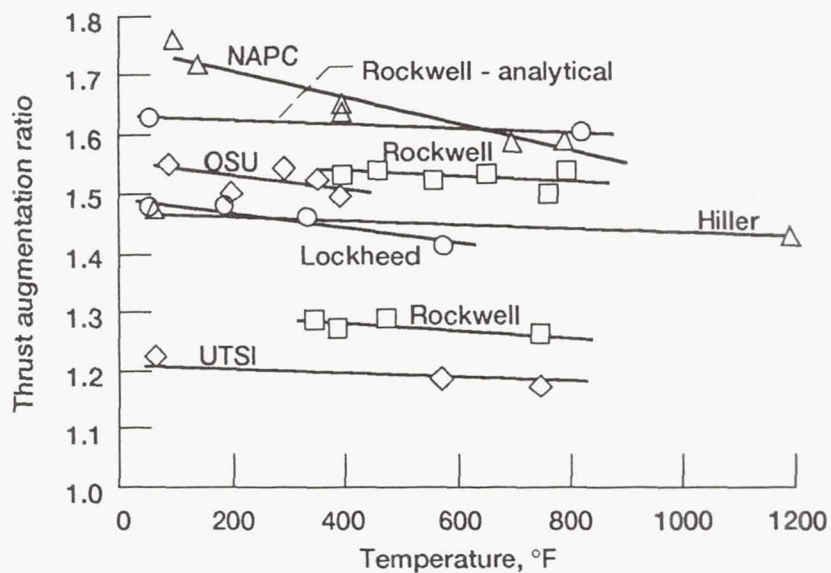 1.8
1.7
1.6
1.5
1.4
1.3
1.2
1.1
1.0
Thrust augmentation ratio
NAPC
Rockwell - analytical
OSU
Rockwell
Hiller
Lockheed
Rockwell
UTSI
0 200 400 600 800 1000 1200
Temperature, °F